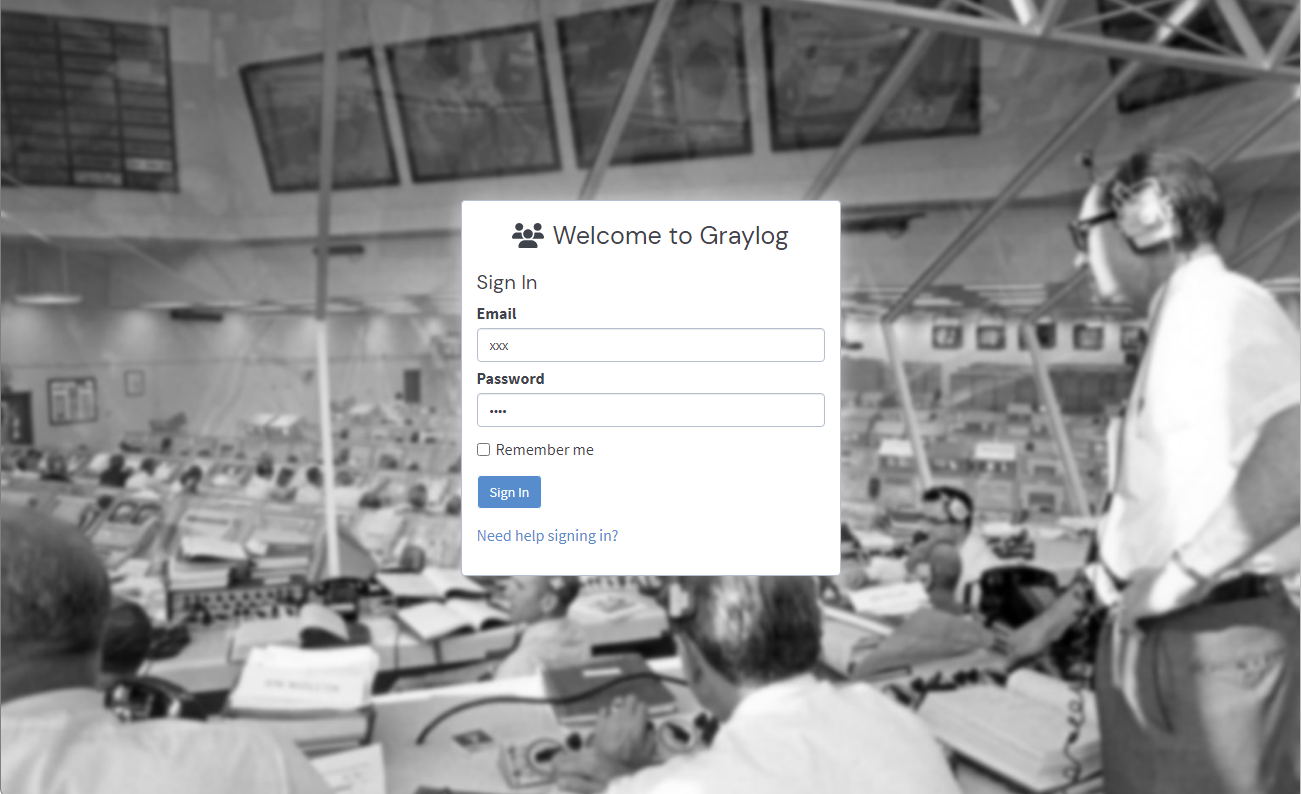 Welcome to Graylog
Sign In
Email
xxx
Password
••••
Remember me
Sign In
Need help signing in?